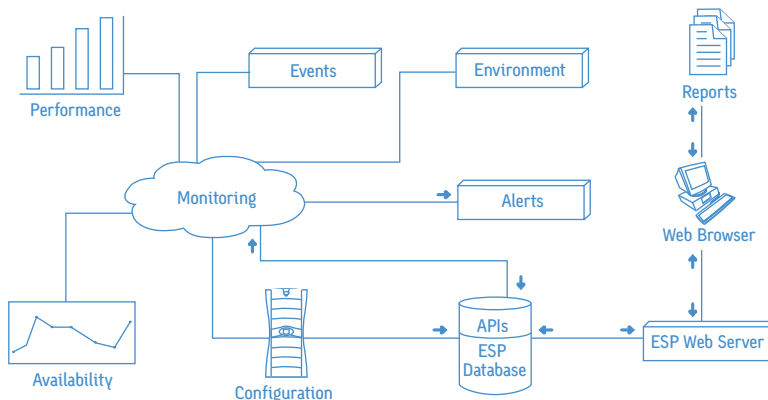 Performance
Events
Environment
Reports
Monitoring
Alerts
Web Browser
Availability
Configuration
APIs
ESP
Database
ESP Web Server